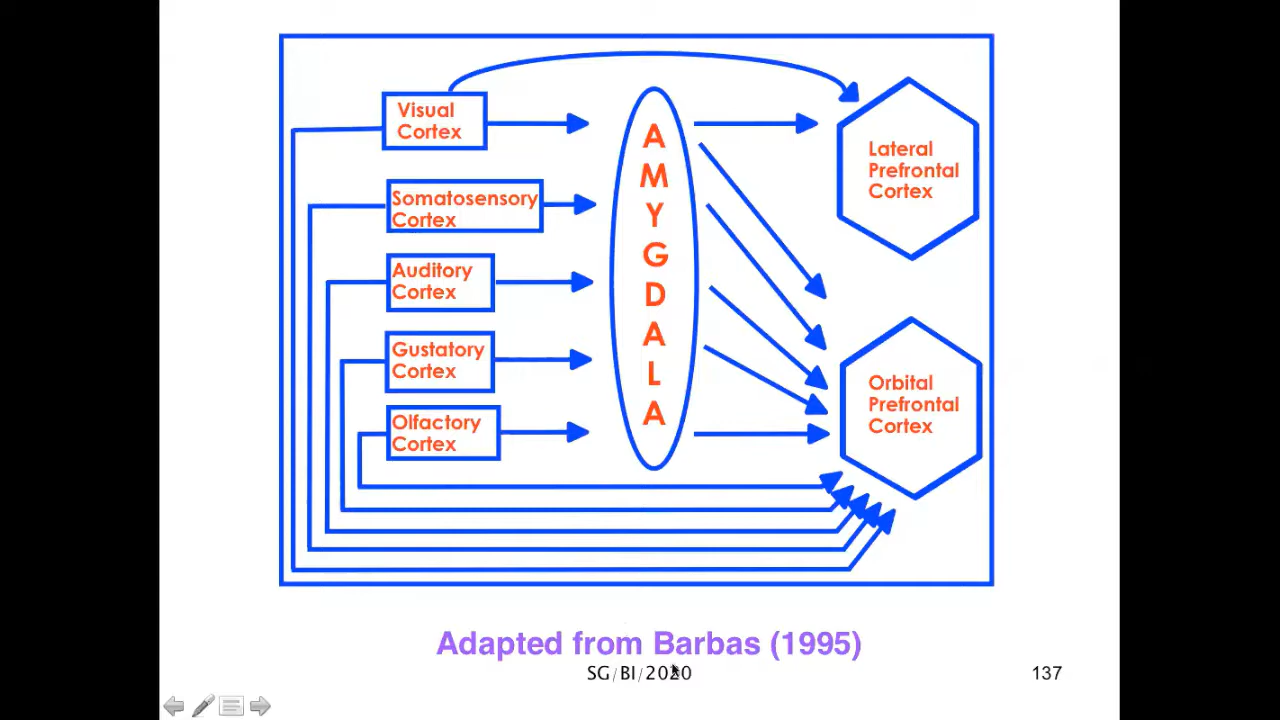 Visual
Cortex
Somatosensory
Cortex
Auditory
Cortex
Gustatory
Cortex
Olfactory
Cortex
A
M
Y
G
D
A
L
A
Lateral
Prefrontal
Cortex
Orbital
Prefrontal
Cortex
Adapted from Barbas (1995)
SG/BI/2020
137